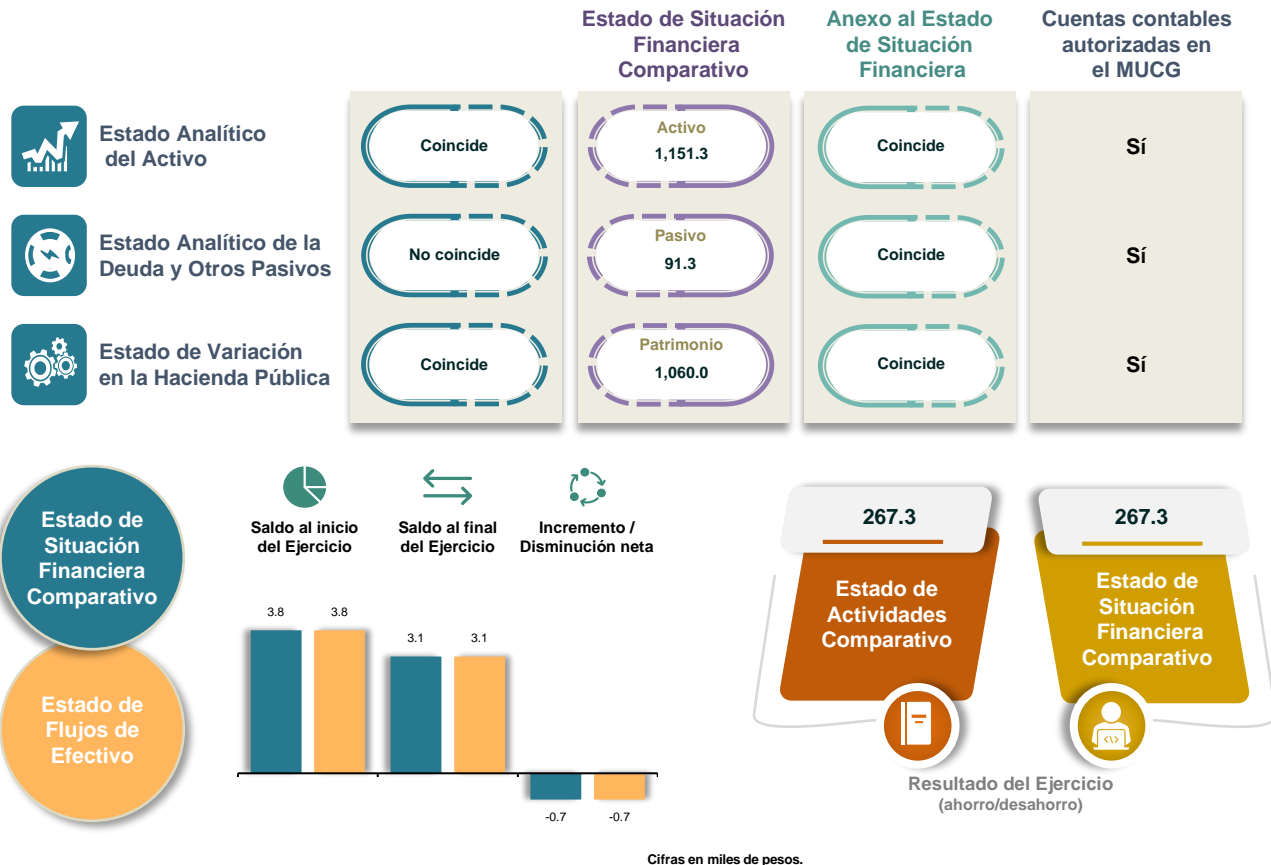 Estado de Situación
Financiera
Comparativo
Anexo al Estado
de Situación
Financiera
Cuentas contables
autorizadas en
el MUCG
Estado Analítico
del Activo
Coincide
Activo
1,151.3
Coincide
Sí
Estado Analítico de la
Deuda y Otros Pasivos
No coincide
Pasivo
91.3
Coincide
Sí
Estado de Variación
en la Hacienda Pública
Coincide
Patrimonio
1,060.0
Coincide
Sí
Estado de
Situación
Financiera
Comparativo
Estado de
Flujos de
Efectivo
Saldo al inicio
del Ejercicio
Saldo al final
del Ejercicio
Incremento /
Disminución neta
3.8
3.8
3.1
3.1
-0.7
-0.7
267.3
Estado de
Actividades
Comparativo
267.3
Estado de
Situación
Financiera
Comparativo
Resultado del Ejercicio
(ahorro/desahorro)
Cifras en miles de pesos.